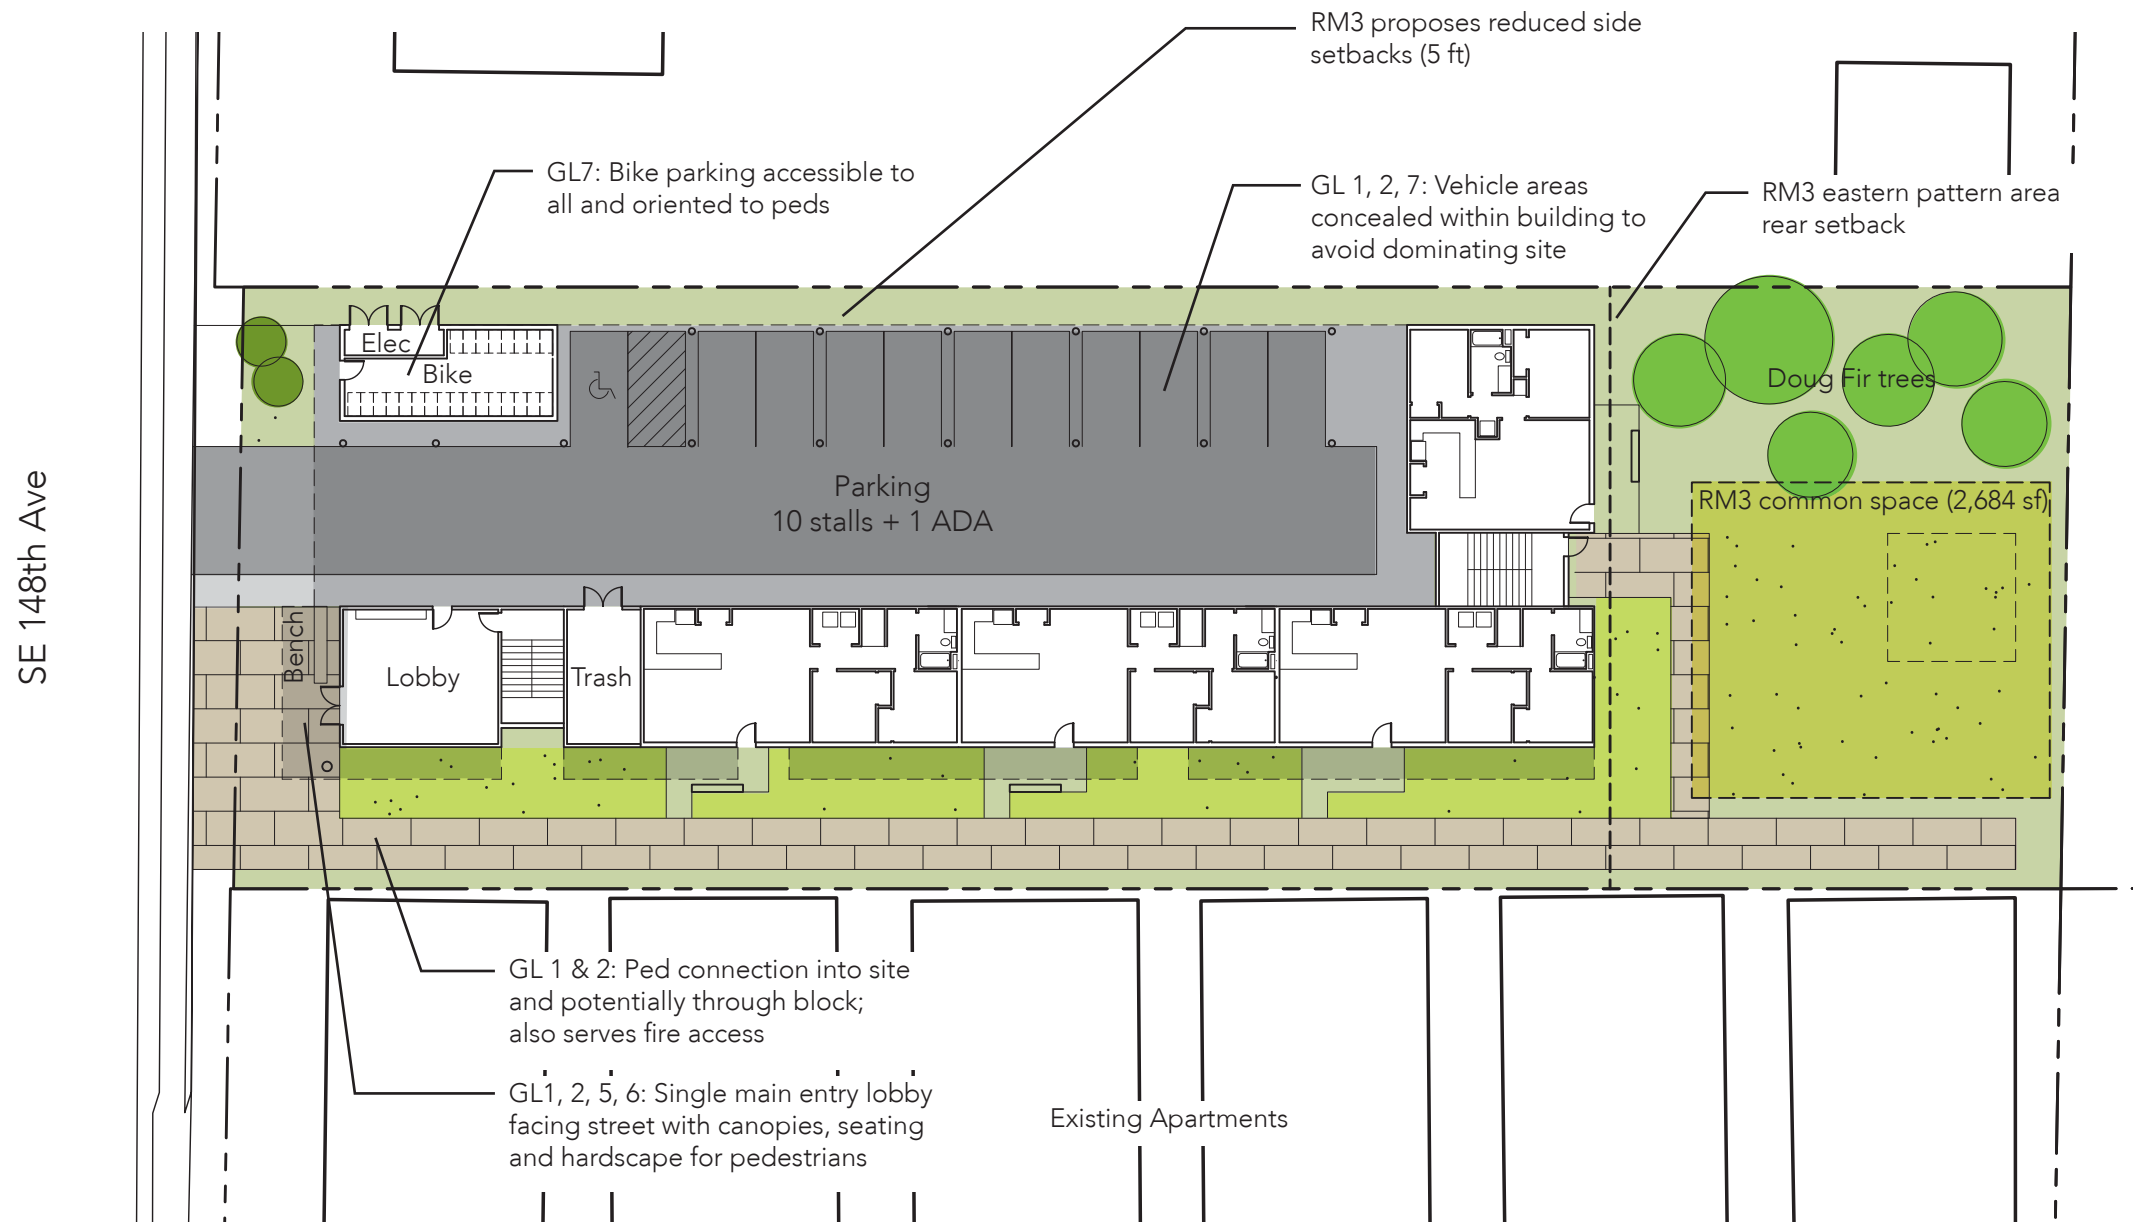 RM3 proposes reduced side
setbacks (5 ft)
GL7: Bike parking accessible to
all and oriented to peds
GL 1, 2, 7: Vehicle areas
concealed within building to
avoid dominating site
RM3 eastern pattern area
rear setback
Elec
Bike
Doug Fir trees
Parking
10 stalls + 1 ADA
RM3 common space (2,684 sf)
SE 148th Ave
Bench
Lobby
Trash
GL 1 & 2: Ped connection into site
and potentially through block;
also serves fire access
GL1, 2, 5, 6: Single main entry lobby
facing street with canopies, seating
and hardscape for pedestrians
Existing Apartments